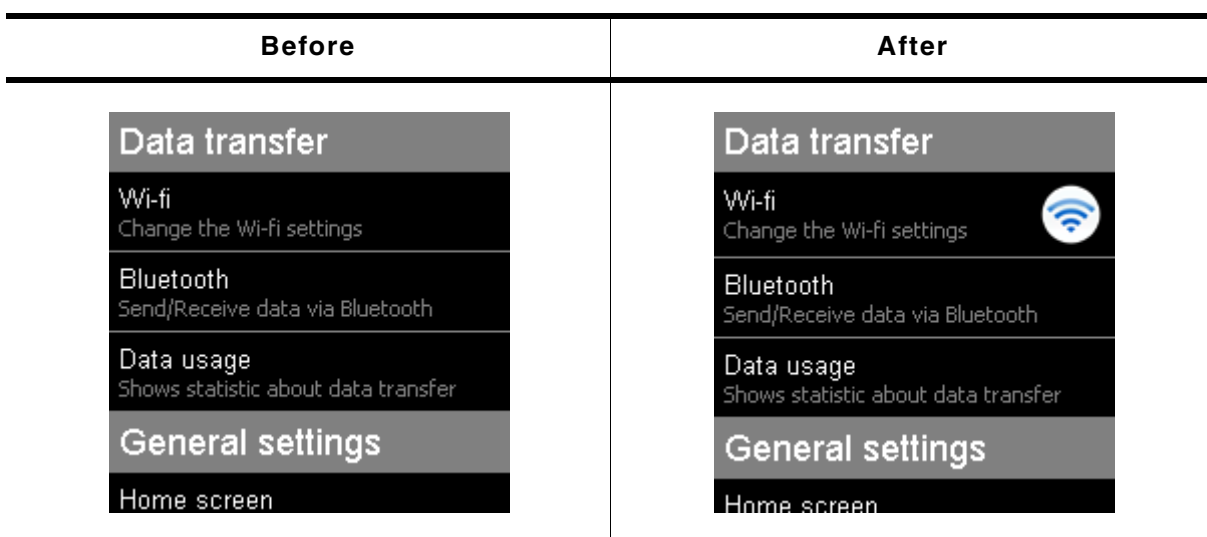 Before
After
Data transfer
Wi-fi
Change the Wi-fi settings
Bluetooth
Send/Receive data via Bluetooth
Data usage
Shows statistic about data transfer
General settings
Home screen
Data transfer
Wi-fi
Change the Wi-fi settings
Bluetooth
Send/Receive data via Bluetooth
Data usage
Shows statistic about data transfer
General settings
Home screen